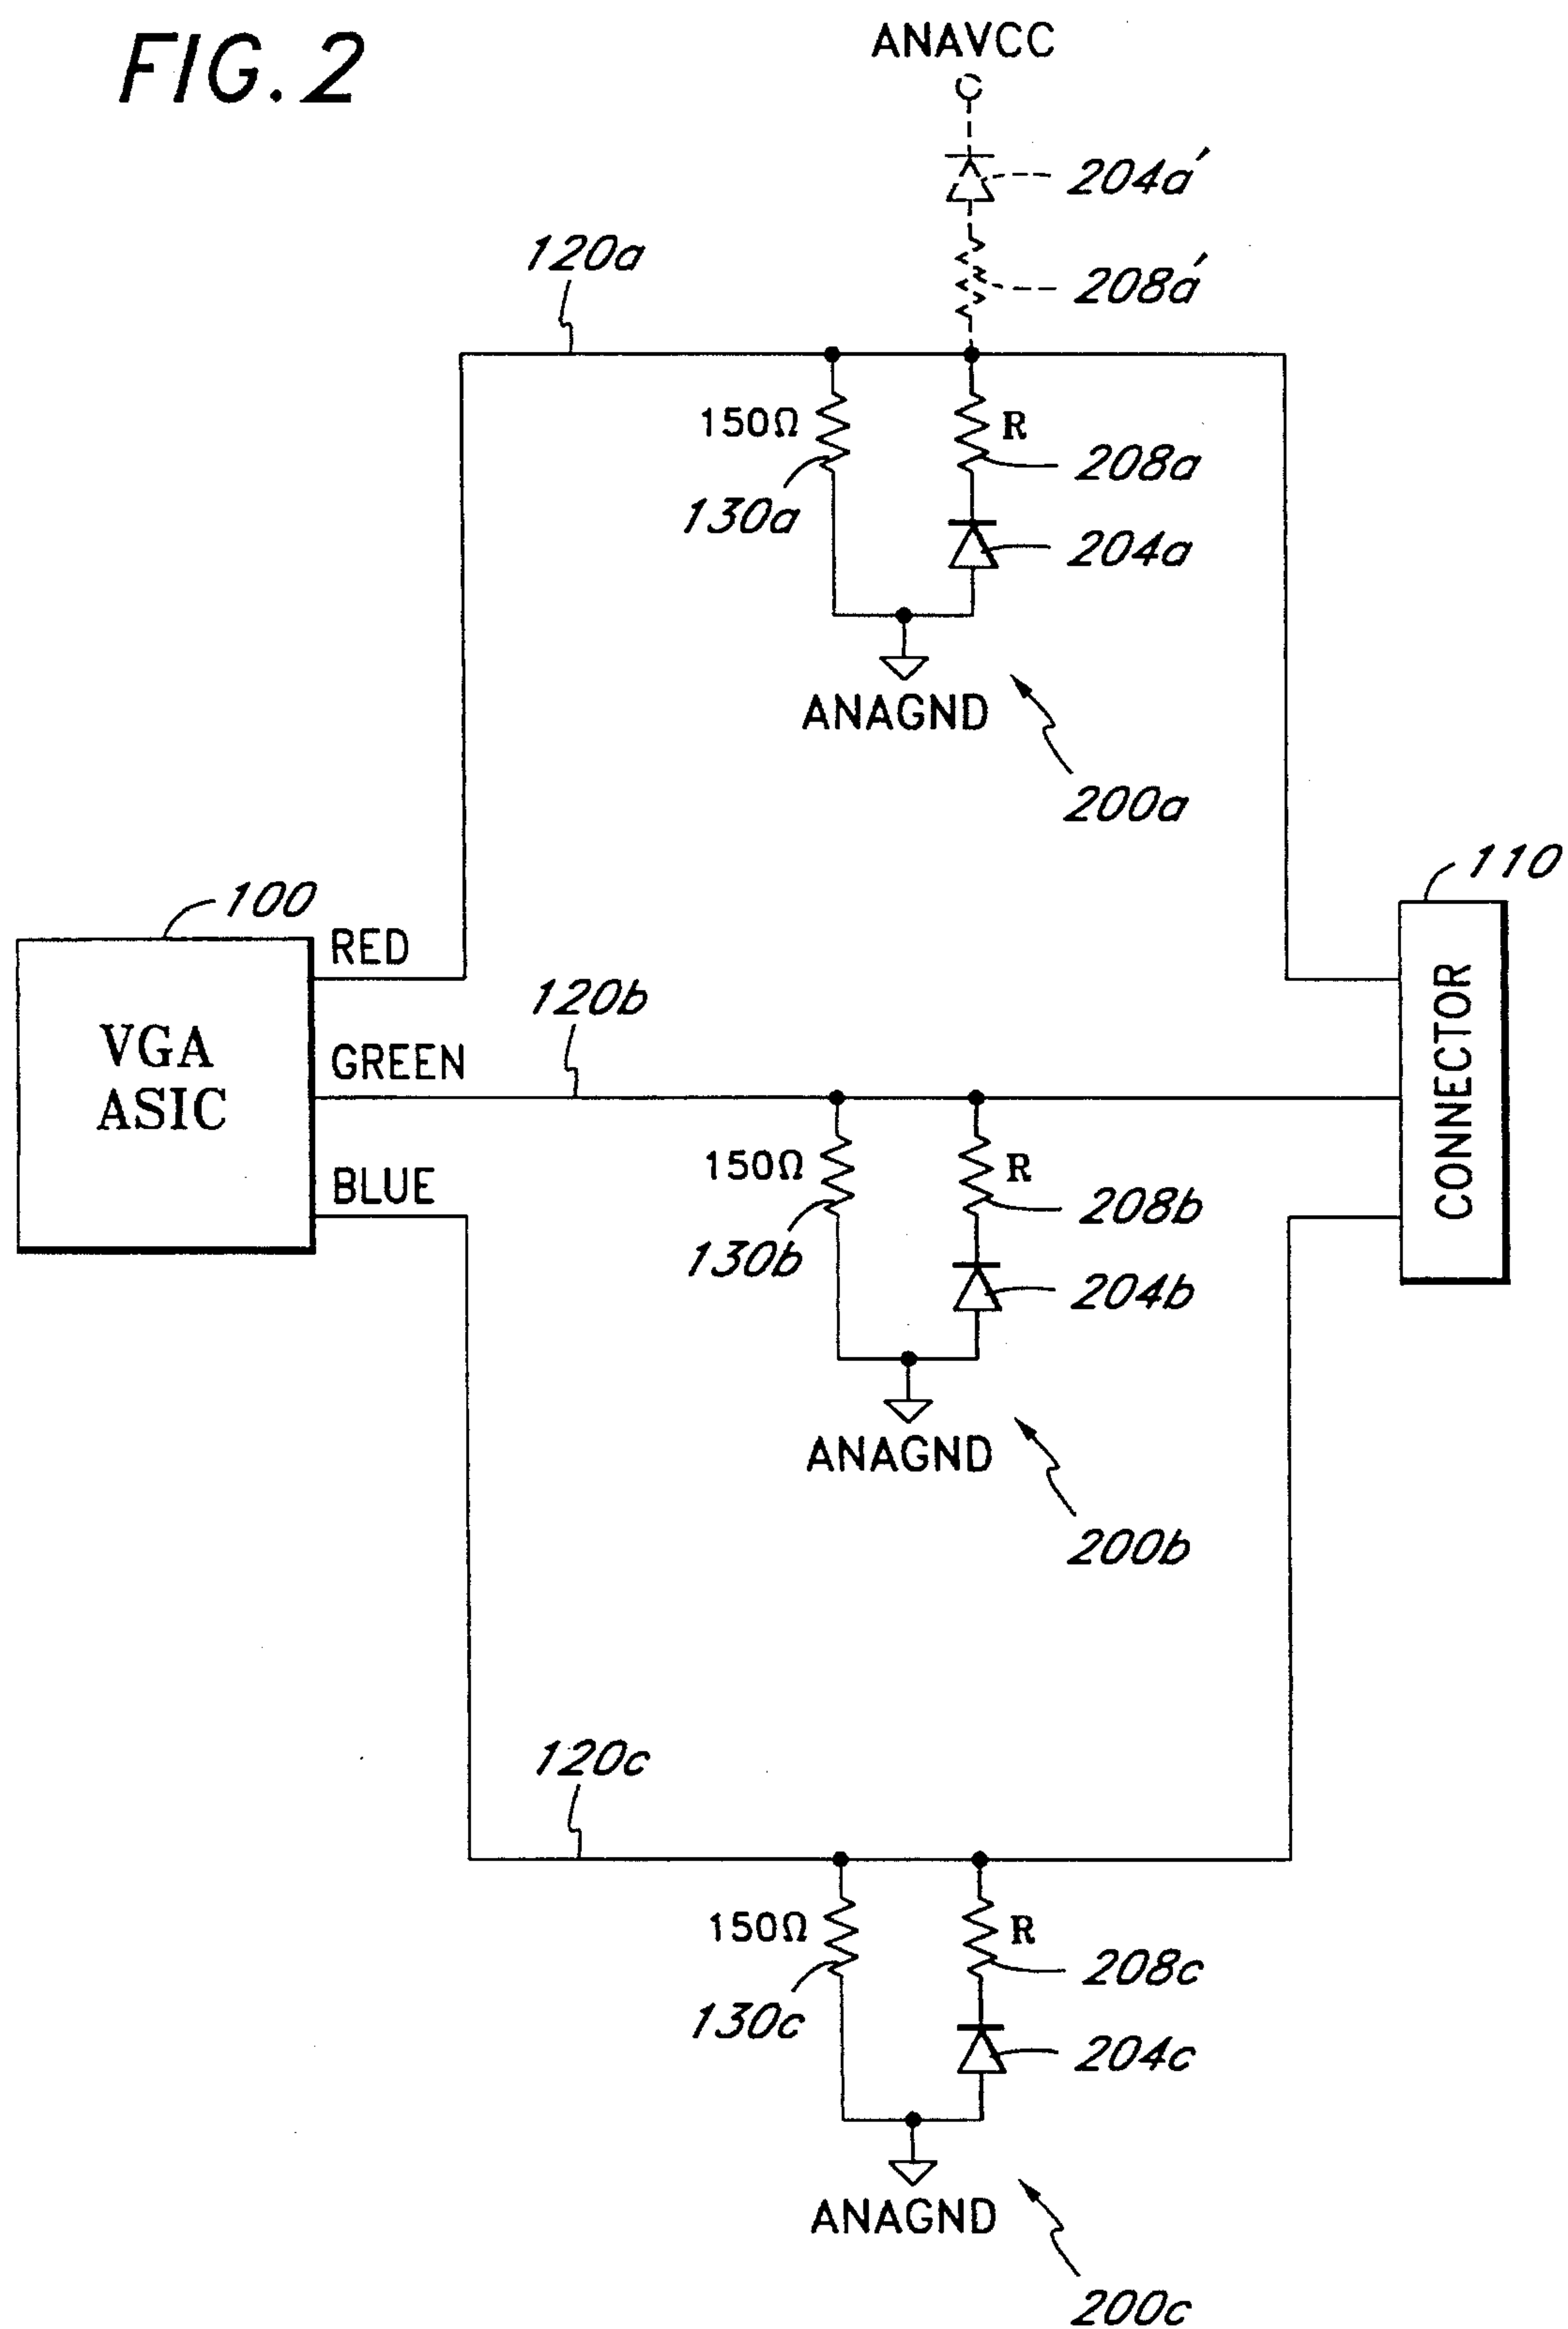 FIG. 2
ANAVCC
204a'
208a'
120a
150Ω
R
208a
130a
204a
ANAGND
200a
110
100
RED
120b
VGA
ASIC
GREEN
CONNECTOR
BLUE
150Ω
R
208b
130b
204b
ANAGND
200b
120c
150Ω
R
208c
130c
204c
ANAGND
200c